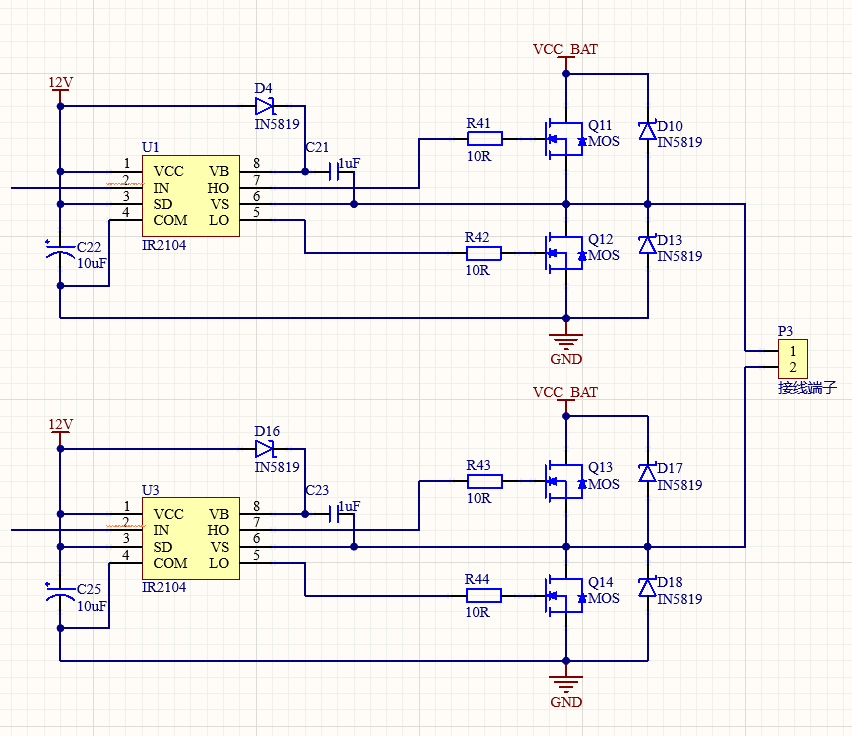 VCC_BAT
12V
D4
IN5819
R41
10R
Q11
MOS
D10
IN5819
U1
C21
1uF
1 VCC VB 8
2 IN HO 7
3 SD VS 6
4 COM LO 5
IR2104
C22
10uF
R42
10R
Q12
MOS
D13
IN5819
GND
P3
1
2
接线端子
VCC_BAT
12V
D16
IN5819
R43
10R
Q13
MOS
D17
IN5819
U3
C23
1uF
1 VCC VB 8
2 IN HO 7
3 SD VS 6
4 COM LO 5
IR2104
C25
10uF
R44
10R
Q14
MOS
D18
IN5819
GND